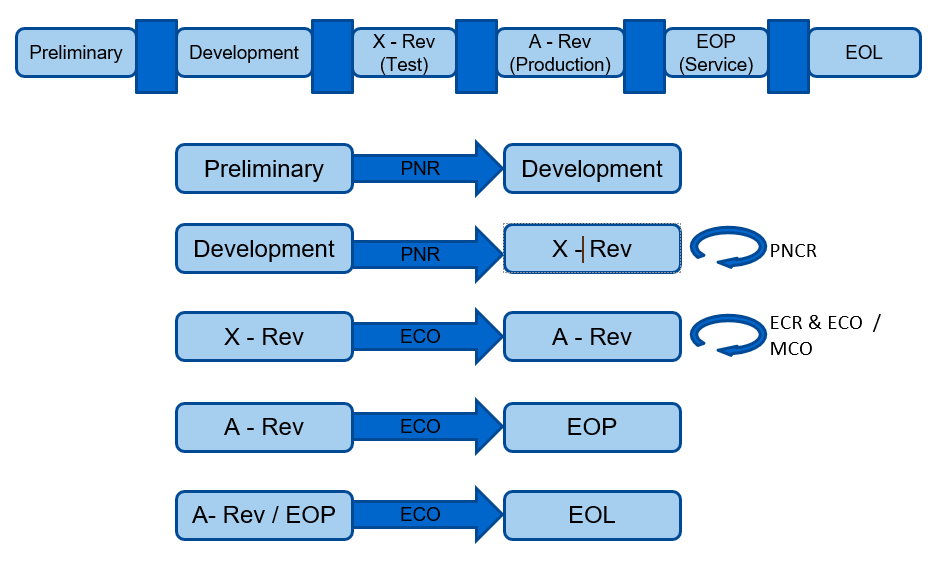 Preliminary
Development
X - Rev
(Test)
A - Rev
(Production)
EOP
(Service)
EOL
Preliminary
PNR
Development
Development
PNR
X - Rev
PNCR
X - Rev
ECO
A - Rev
ECR & ECO /
MCO
A - Rev
ECO
EOP
A- Rev / EOP
ECO
EOL